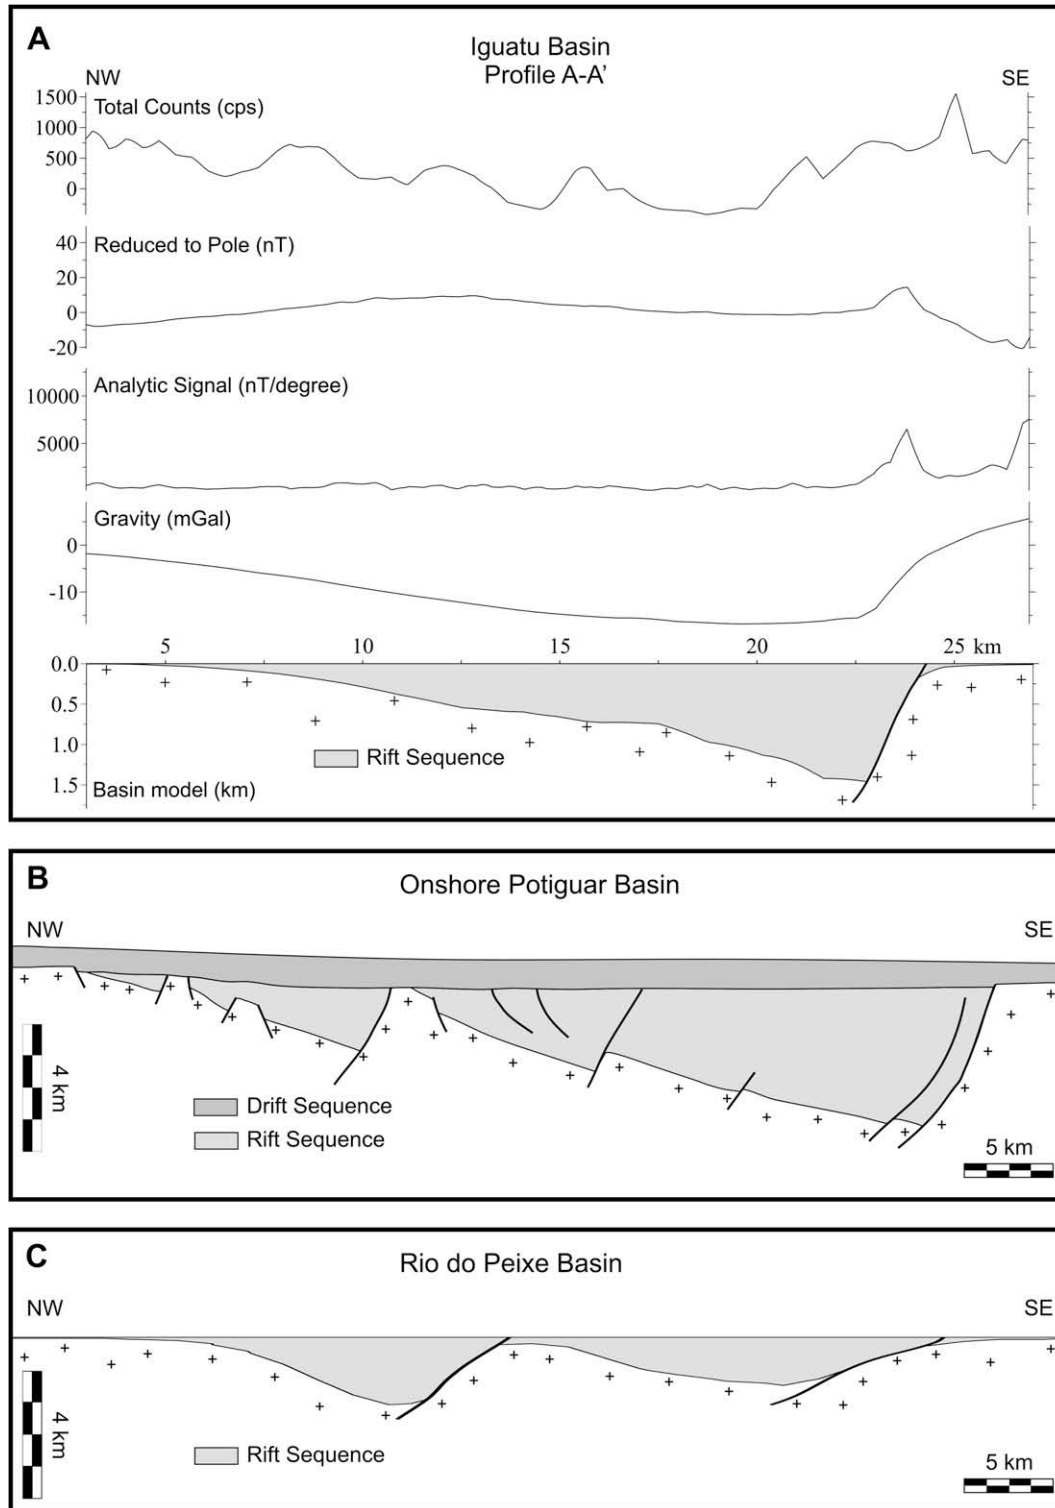 A
Iguatu Basin
Profile A-A'
NW
SE
1500
Total Counts (cps)
1000
500
0
40
Reduced to Pole (nT)
20
0
-20
10000
Analytic Signal (nT/degree)
5000
Gravity (mGal)
0
-10
5 10 15 20 25 km
0.0
0.5
1.0
Rift Sequence
1.5
Basin model (km)
B
Onshore Potiguar Basin
NW
SE
4 km
Drift Sequence
Rift Sequence
5 km
C
Rio do Peixe Basin
NW
SE
4 km
Rift Sequence
5 km